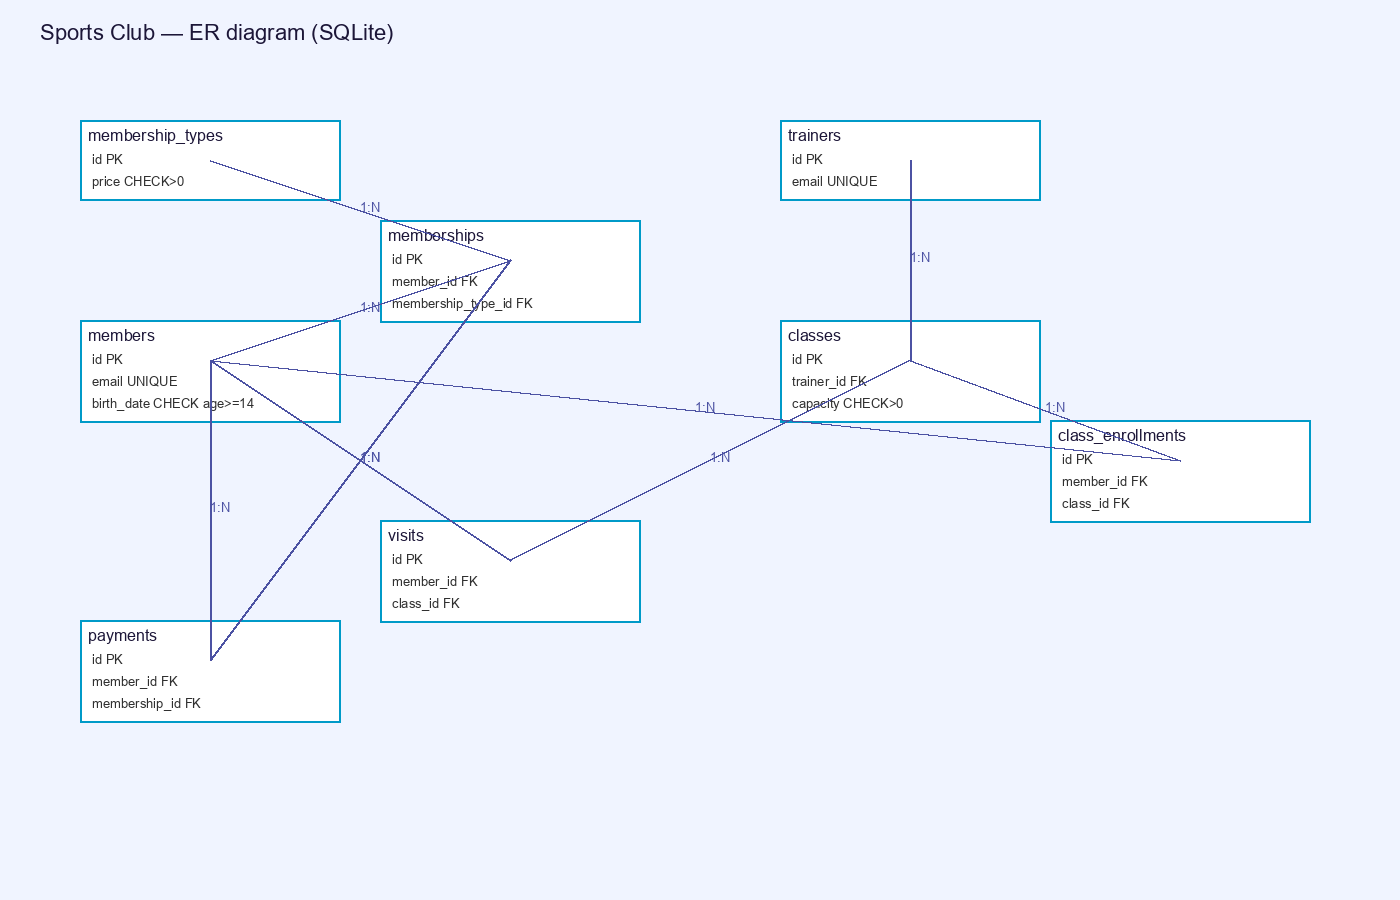 Sports Club — ER diagram (SQLite)
membership_types
id PK
price CHECK>0
trainers
id PK
email UNIQUE
1:N
memberships
id PK
member_id FK
membership_type_id FK
1:N
1:N
members
id PK
email UNIQUE
birth_date CHECK age>=14
classes
id PK
trainer_id FK
capacity CHECK>0
1:N
1:N
class_enrollments
id PK
member_id FK
class_id FK
1:N
1:N
1:N
visits
id PK
member_id FK
class_id FK
payments
id PK
member_id FK
membership_id FK